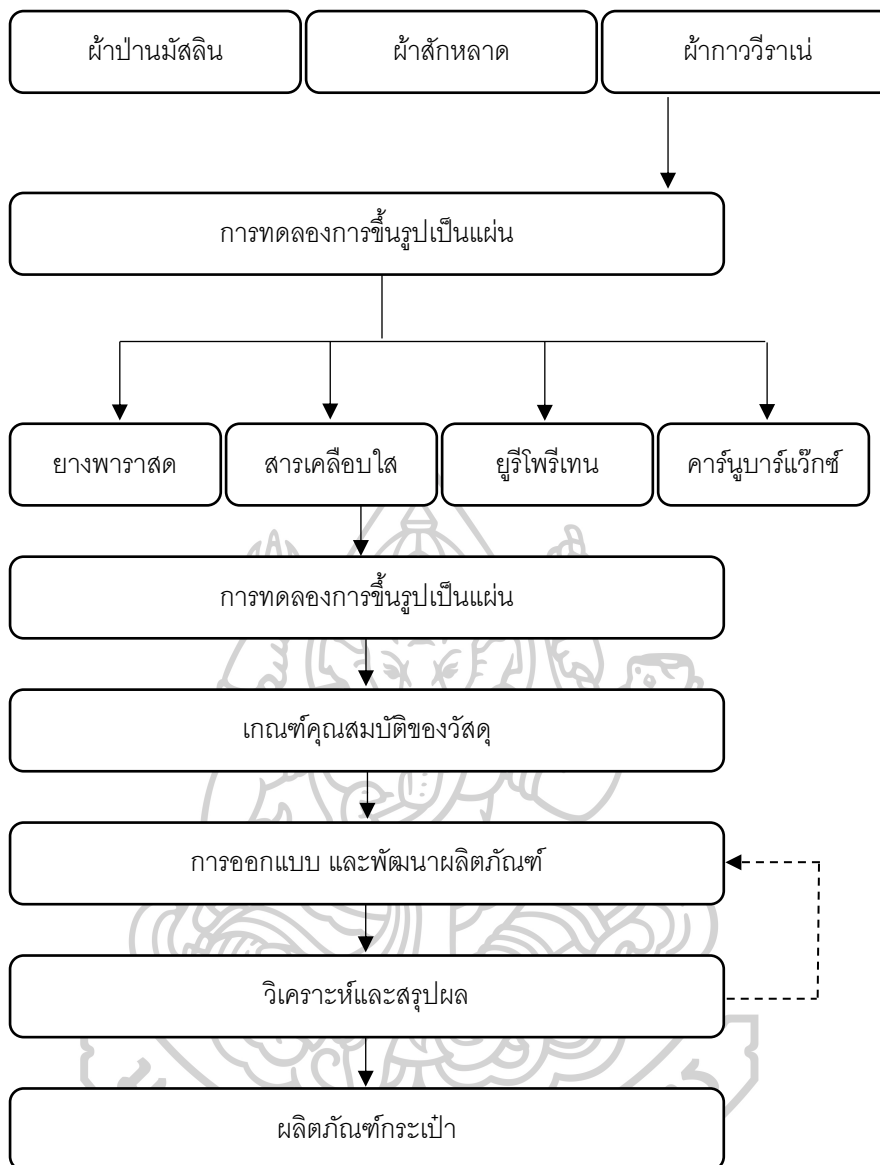 ผ้าป่านมัสลิน
ผ้าสักหลาด
ผ้ากาววีราเน่
การทดลองการขึ้นรูปเป็นแผ่น
ยางพาราสด
สารเคลือบใส
ยูรีโพรีเทน
คาร์นูบาร์แว๊กซ์
การทดลองการขึ้นรูปเป็นแผ่น
เกณฑ์คุณสมบัติของวัสดุ
การออกแบบ และพัฒนาผลิตภัณฑ์
วิเคราะห์และสรุปผล
ผลิตภัณฑ์กระเป๋า